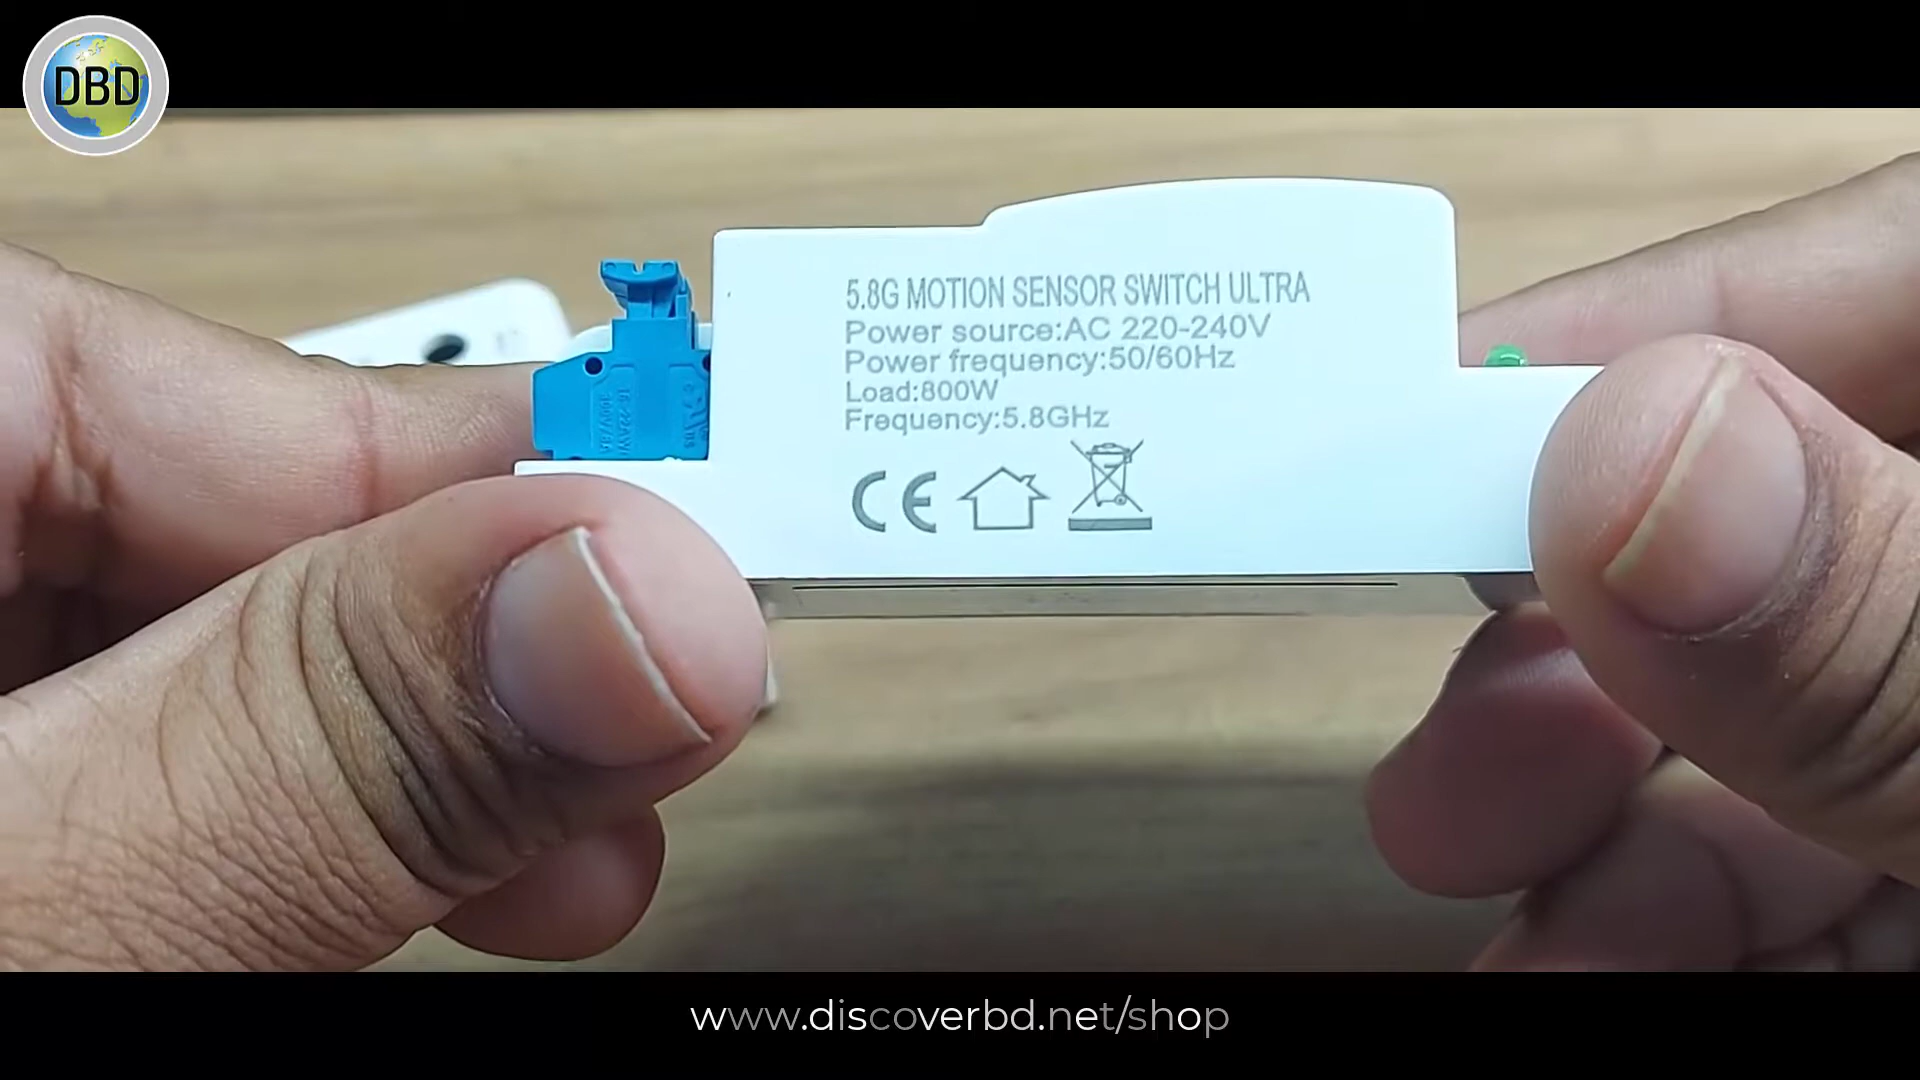 DBD
5.8G MOTION SENSOR SWITCH ULTRA
Power source:AC 220-240V
Power frequency:50/60Hz
Load:800W
Frequency:5.8GHz
CE
www.discoverbd.net/shop